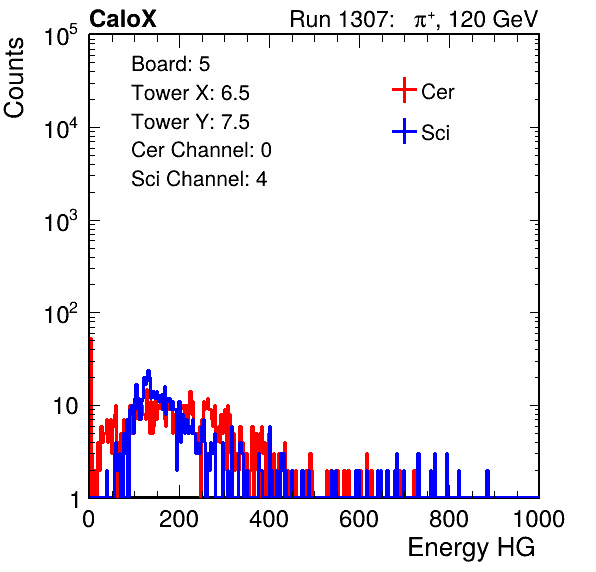 CaloX Run 1307: π⁺, 120 GeV
Counts
10⁵
10⁴
10³
10²
10
1
Board: 5
Tower X: 6.5
Tower Y: 7.5
Cer Channel: 0
Sci Channel: 4
Cer
Sci
0 200 400 600 800 1000
Energy HG